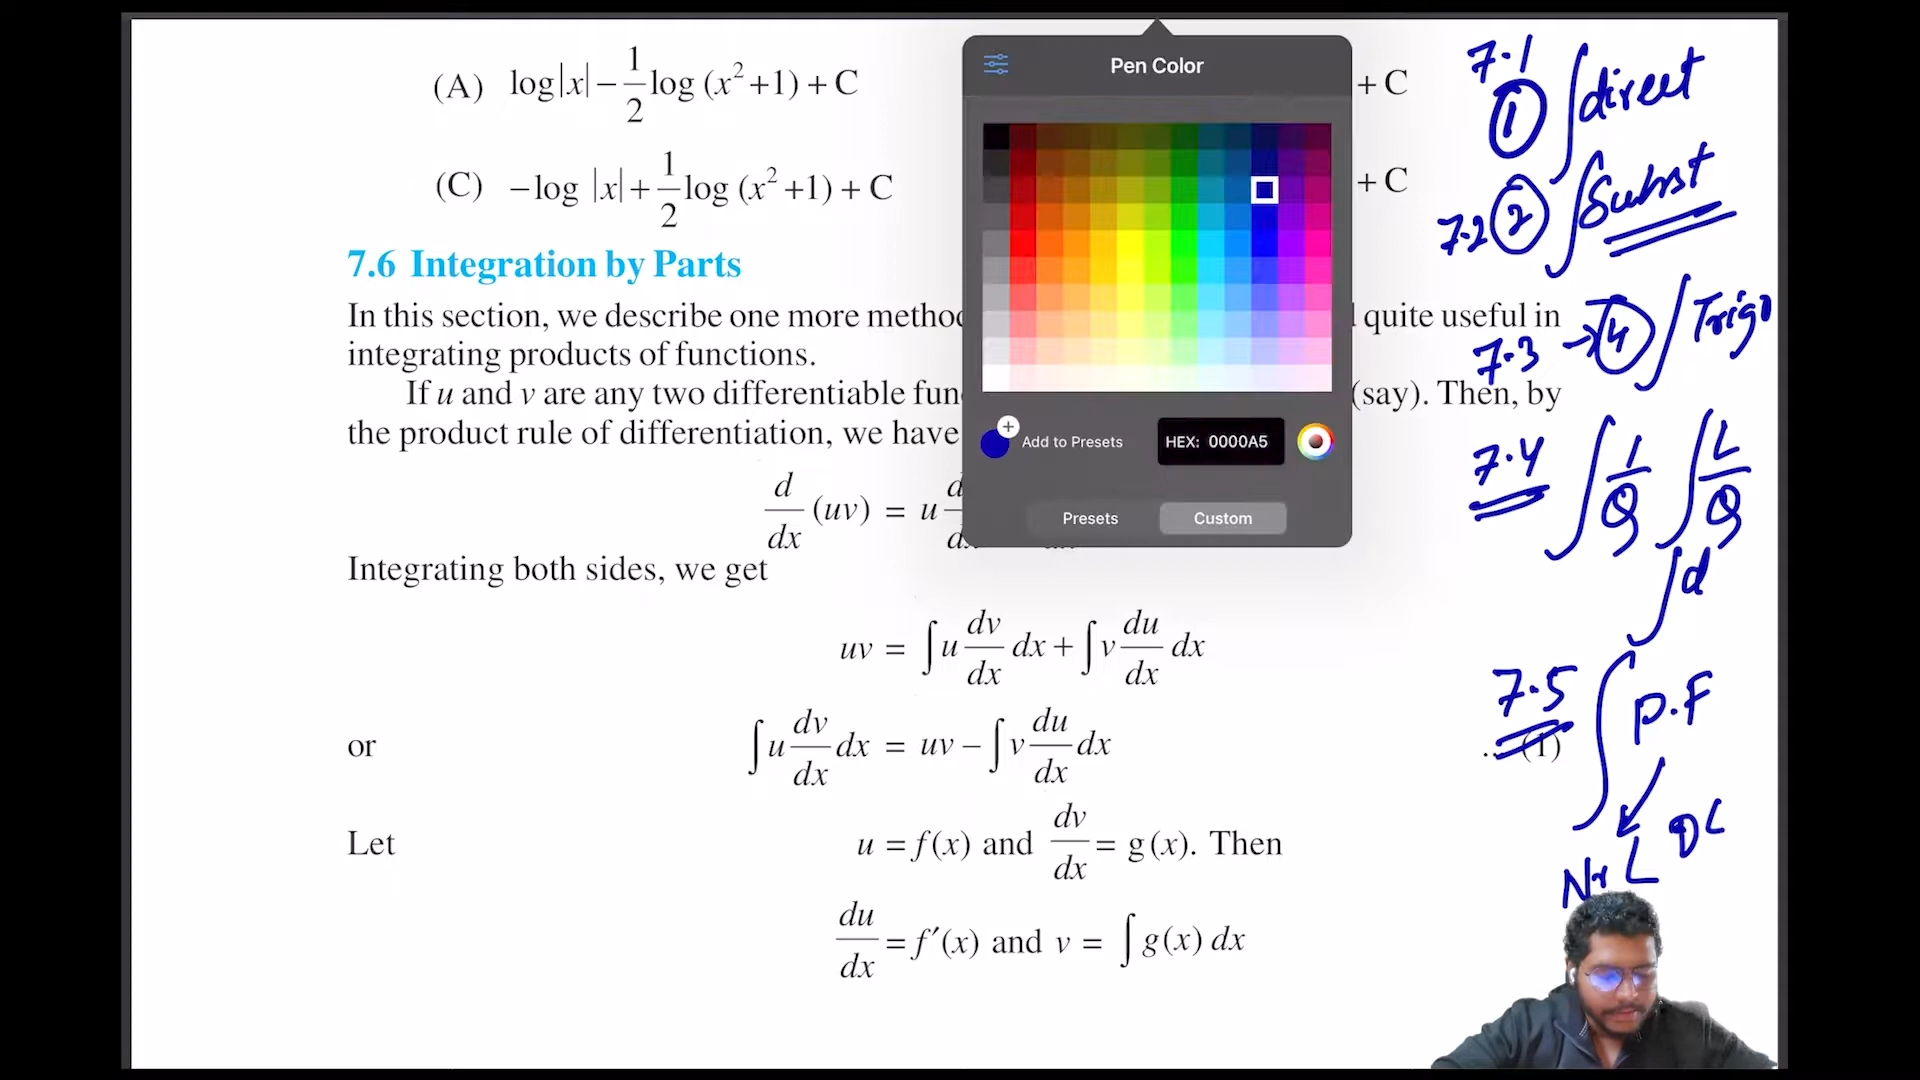 (A) log|x| − 1/2 log (x²+1) + C
+ C
(C) −log |x| + 1/2 log (x²+1) + C
+ C
7.6 Integration by Parts
In this section, we describe one more quite useful in
integrating products of functions.
If u and v are any two differentiable (say). Then, by
the product rule of differentiation, we have
d/dx (uv) = u
Integrating both sides, we get
uv = ∫u dv/dx dx + ∫v du/dx dx
or ∫u dv/dx dx = uv − ∫v du/dx dx ... (1)
Let u = f(x) and dv/dx = g(x). Then
du/dx = f′(x) and v = ∫g(x) dx
Pen Color
Add to Presets
HEX: 0000A5
Presets
Custom
7.1
① ∫direct
7.2 ② ∫Subst
7.3 → ④ ∫Trigo
7.4 ∫1/Q ∫L/Q
∫d
7.5 ∫P.F
Nr L